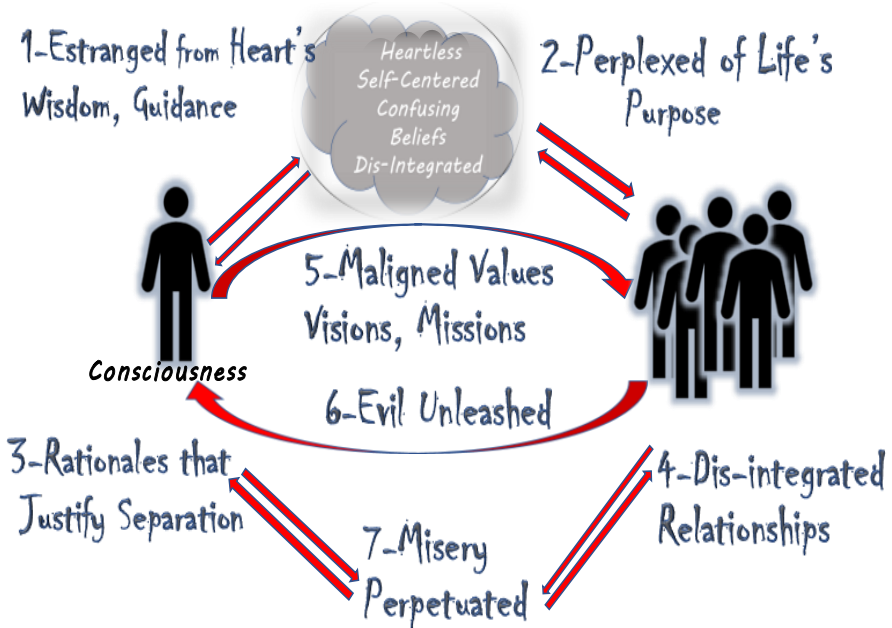 1-Estranged from Heart's
Wisdom, Guidance
Heartless
Self-Centered
Confusing
Beliefs
Dis-Integrated
2-Perplexed of Life's
Purpose
5-Maligned Values
Visions, Missions
Consciousness
6-Evil Unleashed
3-Rationales that
Justify Separation
4-Dis-integrated
Relationships
7-Misery
Perpetuated